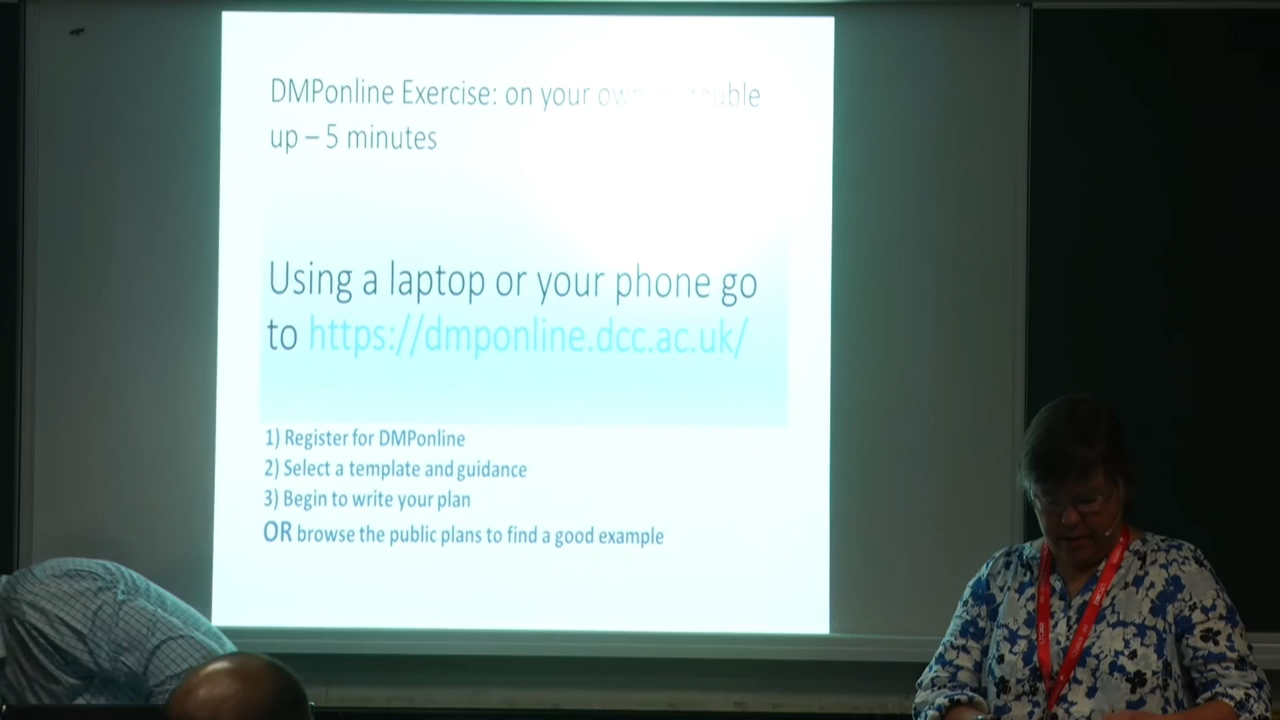 DMPonline Exercise: on your own double
up – 5 minutes
Using a laptop or your phone go
to https://dmponline.dcc.ac.uk/
1) Register for DMPonline
2) Select a template and guidance
3) Begin to write your plan
OR browse the public plans to find a good example